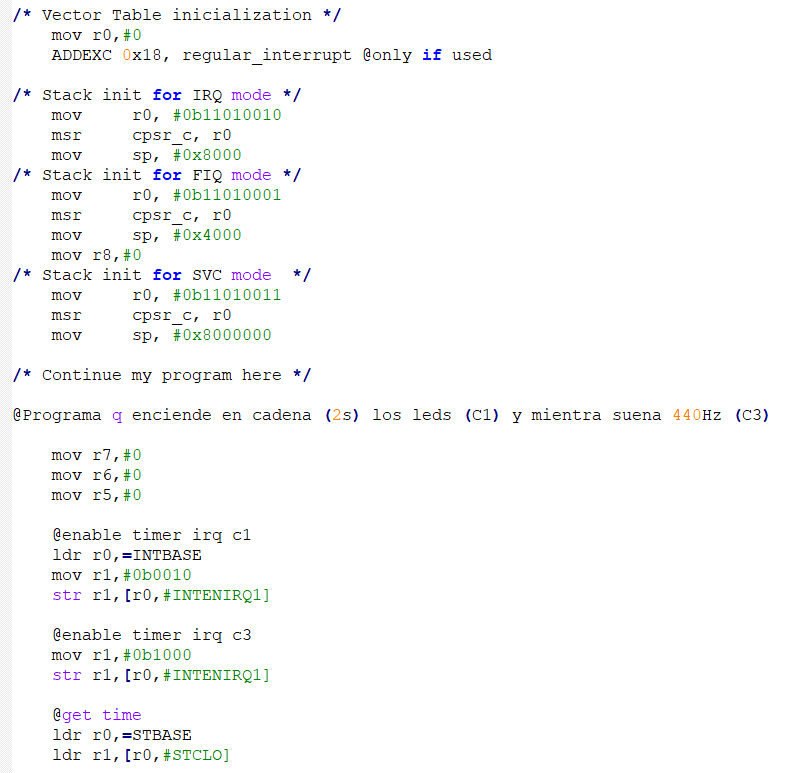 /* Vector Table inicialization */
    mov r0,#0
    ADDEXC 0x18, regular_interrupt @only if used

/* Stack init for IRQ mode */
    mov     r0, #0b11010010
    msr     cpsr_c, r0
    mov     sp, #0x8000
/* Stack init for FIQ mode */
    mov     r0, #0b11010001
    msr     cpsr_c, r0
    mov     sp, #0x4000
    mov r8,#0
/* Stack init for SVC mode  */
    mov     r0, #0b11010011
    msr     cpsr_c, r0
    mov     sp, #0x8000000

/* Continue my program here */

@Programa q enciende en cadena (2s) los leds (C1) y mientra suena 440Hz (C3)

    mov r7,#0
    mov r6,#0
    mov r5,#0

    @enable timer irq c1
    ldr r0,=INTBASE
    mov r1,#0b0010
    str r1,[r0,#INTENIRQ1]

    @enable timer irq c3
    mov r1,#0b1000
    str r1,[r0,#INTENIRQ1]

    @get time
    ldr r0,=STBASE
    ldr r1,[r0,#STCLO]